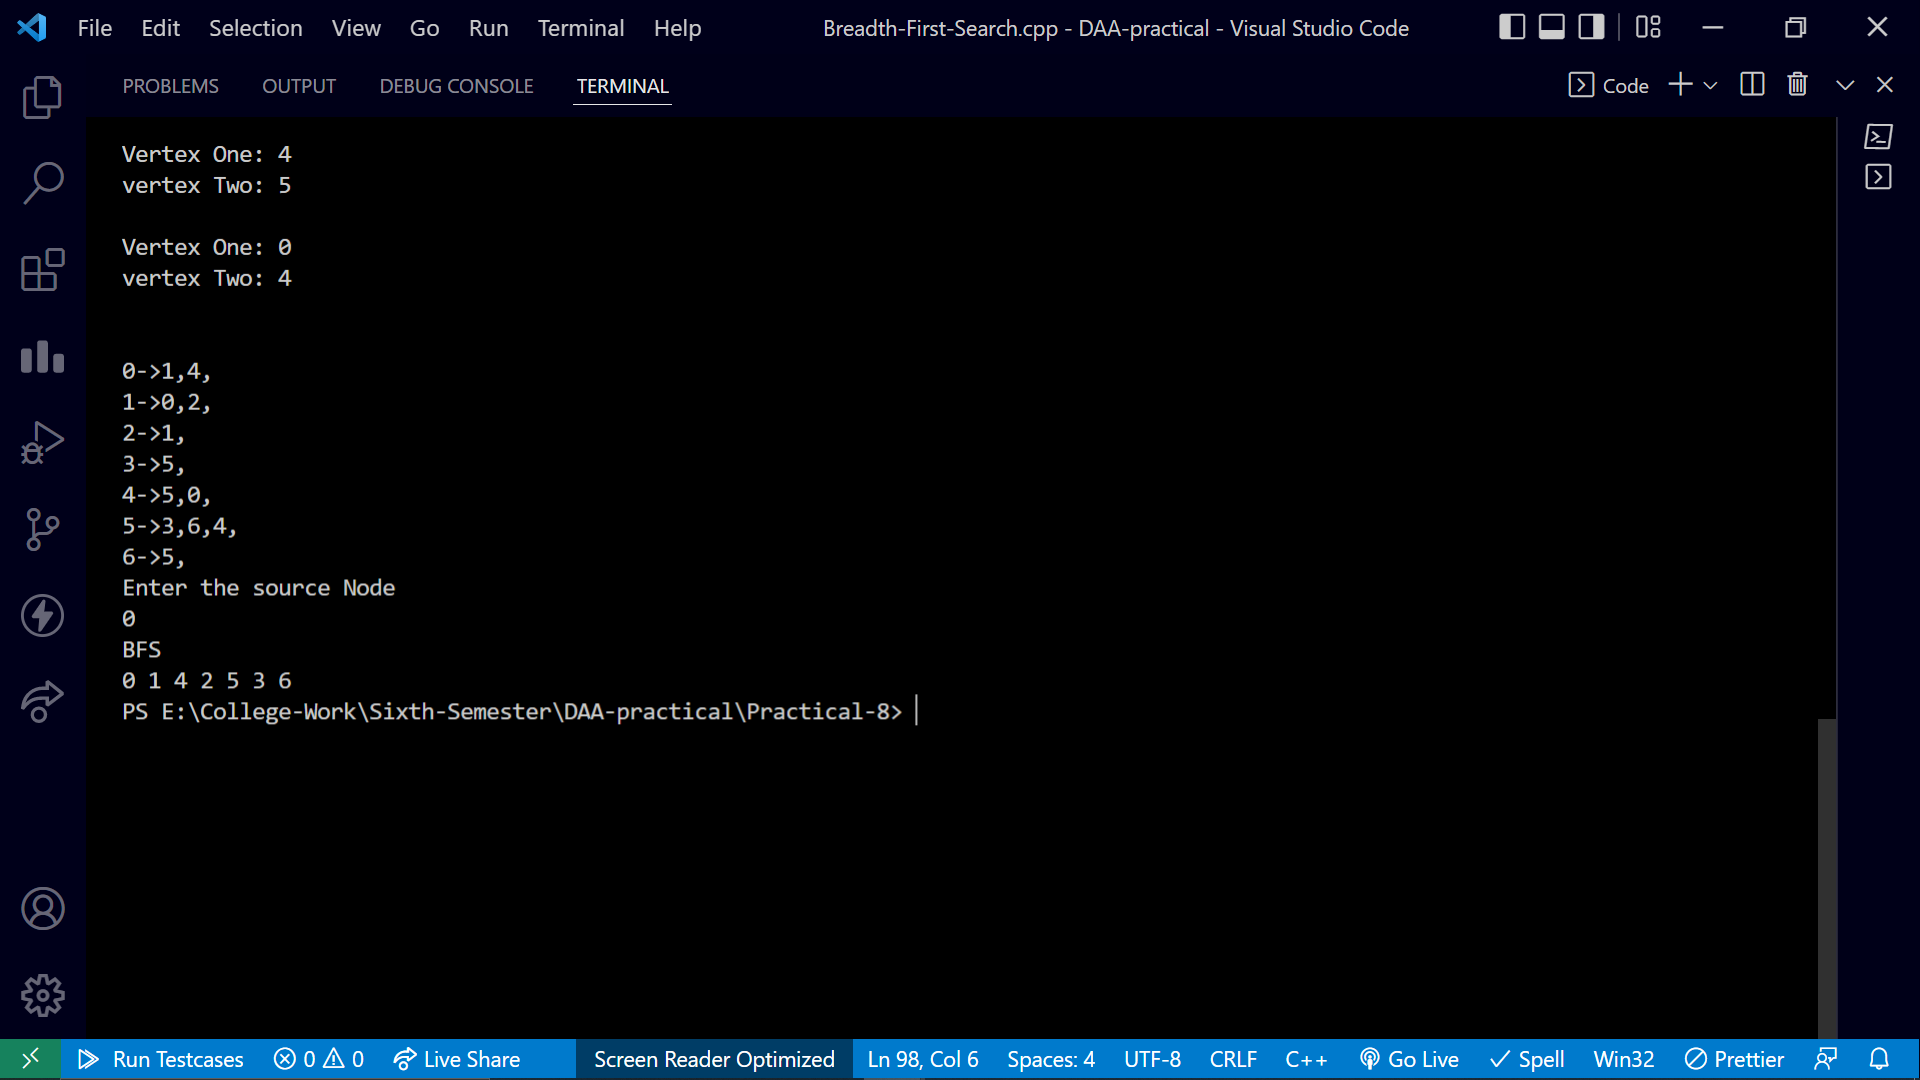 File Edit Selection View Go Run Terminal Help Breadth-First-Search.cpp - DAA-practical - Visual Studio Code
PROBLEMS OUTPUT DEBUG CONSOLE TERMINAL Code
Vertex One: 4
vertex Two: 5
Vertex One: 0
vertex Two: 4
0->1,4,
1->0,2,
2->1,
3->5,
4->5,0,
5->3,6,4,
6->5,
Enter the source Node
0
BFS
0 1 4 2 5 3 6
PS E:\College-Work\Sixth-Semester\DAA-practical\Practical-8>
Run Testcases 0 0 Live Share Screen Reader Optimized Ln 98, Col 6 Spaces: 4 UTF-8 CRLF C++ Go Live Spell Win32 Prettier